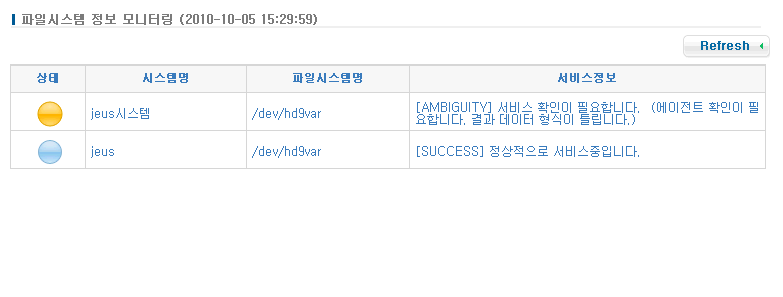 파일시스템 정보 모니터링 (2010-10-05 15:29:59)
Refresh
상태 시스템명 파일시스템명 서비스정보
jeus시스템 /dev/hd9var [AMBIGUITY] 서비스 확인이 필요합니다. (에이전트 확인이 필
요합니다. 결과 데이터 형식이 틀립니다.)
jeus /dev/hd9var [SUCCESS] 정상적으로 서비스중입니다.